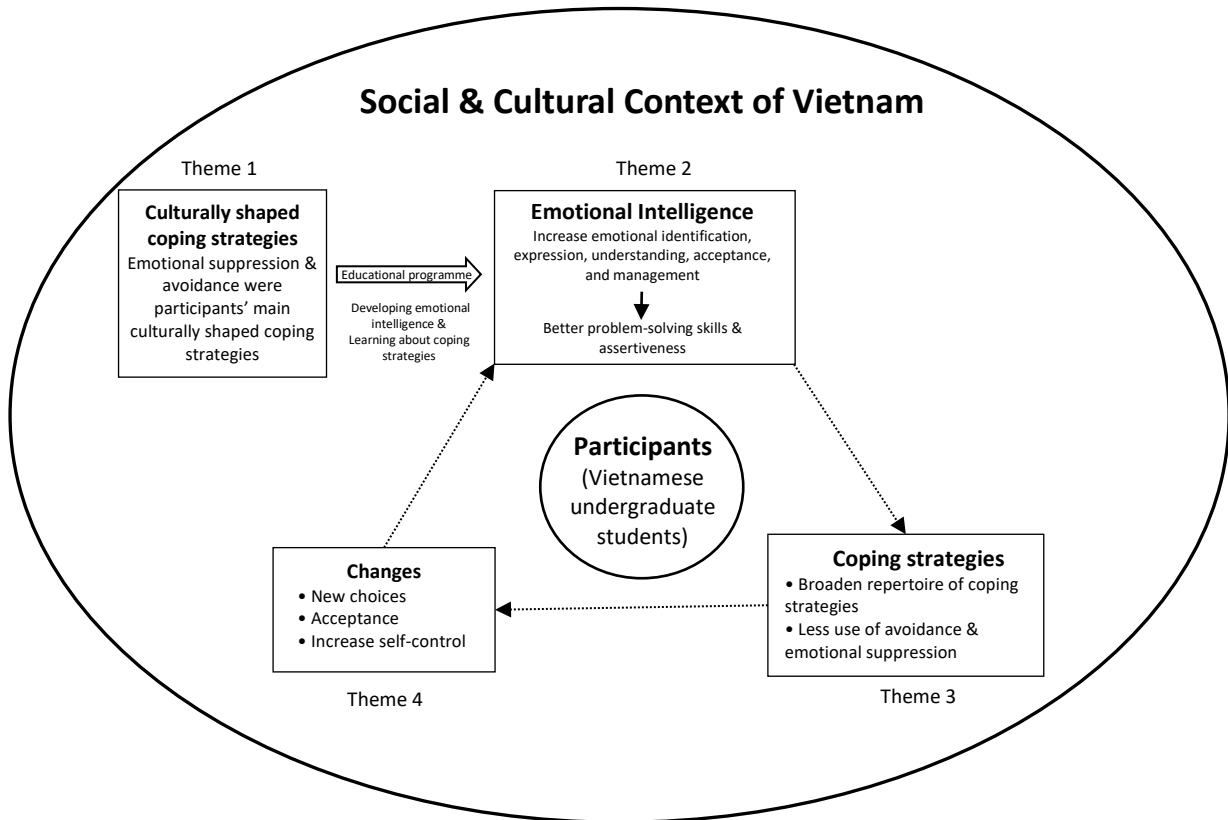 Social & Cultural Context of Vietnam
Theme 1
Culturally shaped
coping strategies
Emotional suppression &
avoidance were
participants’ main
culturally shaped coping
strategies
Educational programme
Developing emotional
intelligence &
Learning about coping
strategies
Theme 2
Emotional Intelligence
Increase emotional identification,
expression, understanding, acceptance,
and management
Better problem-solving skills &
assertiveness
Participants
(Vietnamese
undergraduate
students)
Coping strategies
• Broaden repertoire of coping
strategies
• Less use of avoidance &
emotional suppression
Theme 3
Changes
• New choices
• Acceptance
• Increase self-control
Theme 4